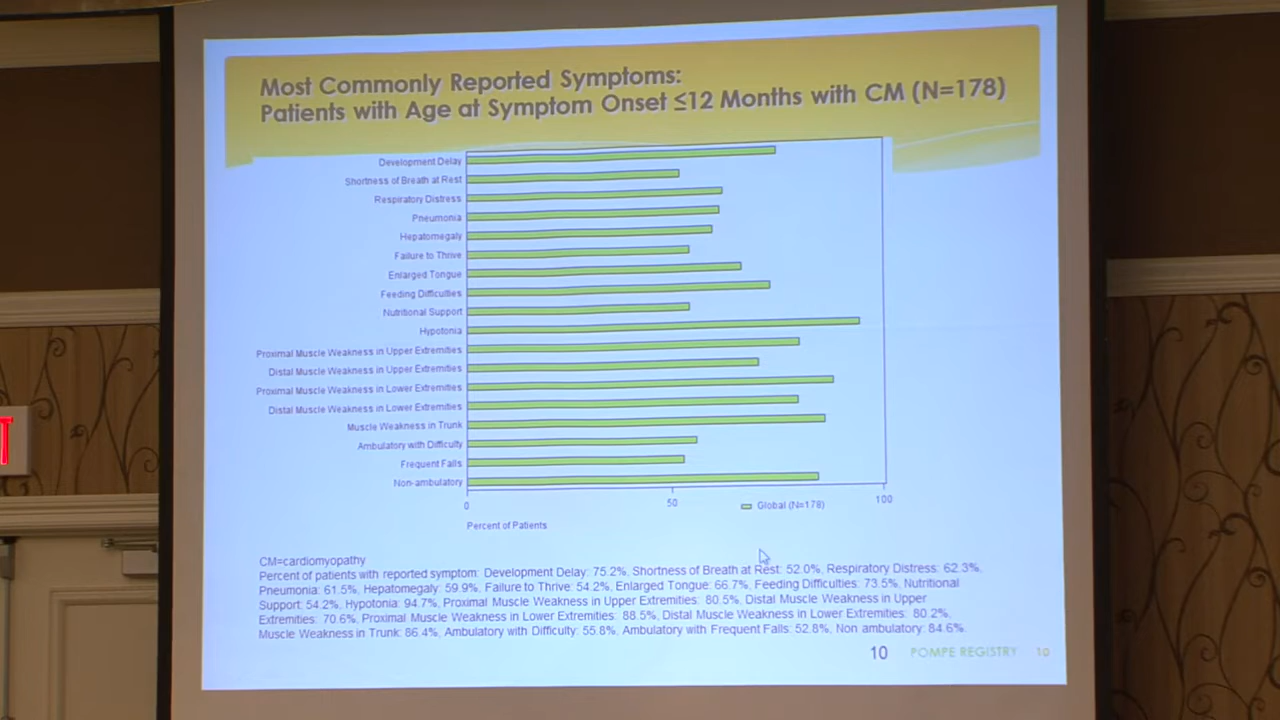 Most Commonly Reported Symptoms:
Patients with Age at Symptom Onset ≤12 Months with CM (N=178)
Development Delay
Shortness of Breath at Rest
Respiratory Distress
Pneumonia
Hepatomegaly
Failure to Thrive
Enlarged Tongue
Feeding Difficulties
Nutritional Support
Hypotonia
Proximal Muscle Weakness in Upper Extremities
Distal Muscle Weakness in Upper Extremities
Proximal Muscle Weakness in Lower Extremities
Distal Muscle Weakness in Lower Extremities
Muscle Weakness in Trunk
Ambulatory with Difficulty
Frequent Falls
Non-ambulatory
0
50
100
Global (N=178)
Percent of Patients
CM=cardiomyopathy
Percent of patients with reported symptom: Development Delay: 75.2%, Shortness of Breath at Rest: 52.0%, Respiratory Distress: 62.3%,
Pneumonia: 61.5%, Hepatomegaly: 59.9%, Failure to Thrive: 54.2%, Enlarged Tongue: 66.7%, Feeding Difficulties: 73.5%, Nutritional
Support: 54.2%, Hypotonia: 94.7%, Proximal Muscle Weakness in Upper Extremities: 80.5%, Distal Muscle Weakness in Upper
Extremities: 70.6%, Proximal Muscle Weakness in Lower Extremities: 88.5%, Distal Muscle Weakness in Lower Extremities: 80.2%,
Muscle Weakness in Trunk: 86.4%, Ambulatory with Difficulty: 55.8%, Ambulatory with Frequent Falls: 52.8%, Non ambulatory: 84.6%.
10 POMPE REGISTRY 10
T